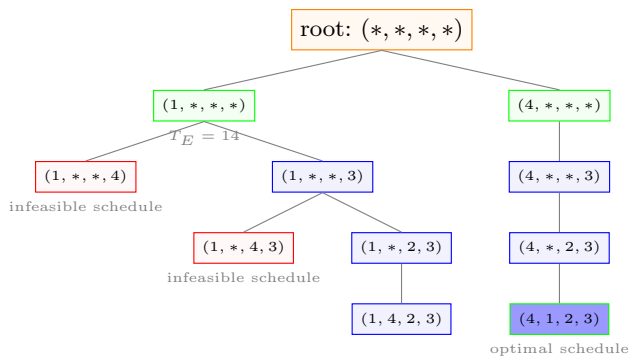 root: (∗, ∗, ∗, ∗)
(1, ∗, ∗, ∗)
(4, ∗, ∗, ∗)
T_E = 14
(1, ∗, ∗, 4)
(1, ∗, ∗, 3)
(4, ∗, ∗, 3)
infeasible schedule
(1, ∗, 4, 3)
(1, ∗, 2, 3)
(4, ∗, 2, 3)
infeasible schedule
(1, 4, 2, 3)
(4, 1, 2, 3)
optimal schedule